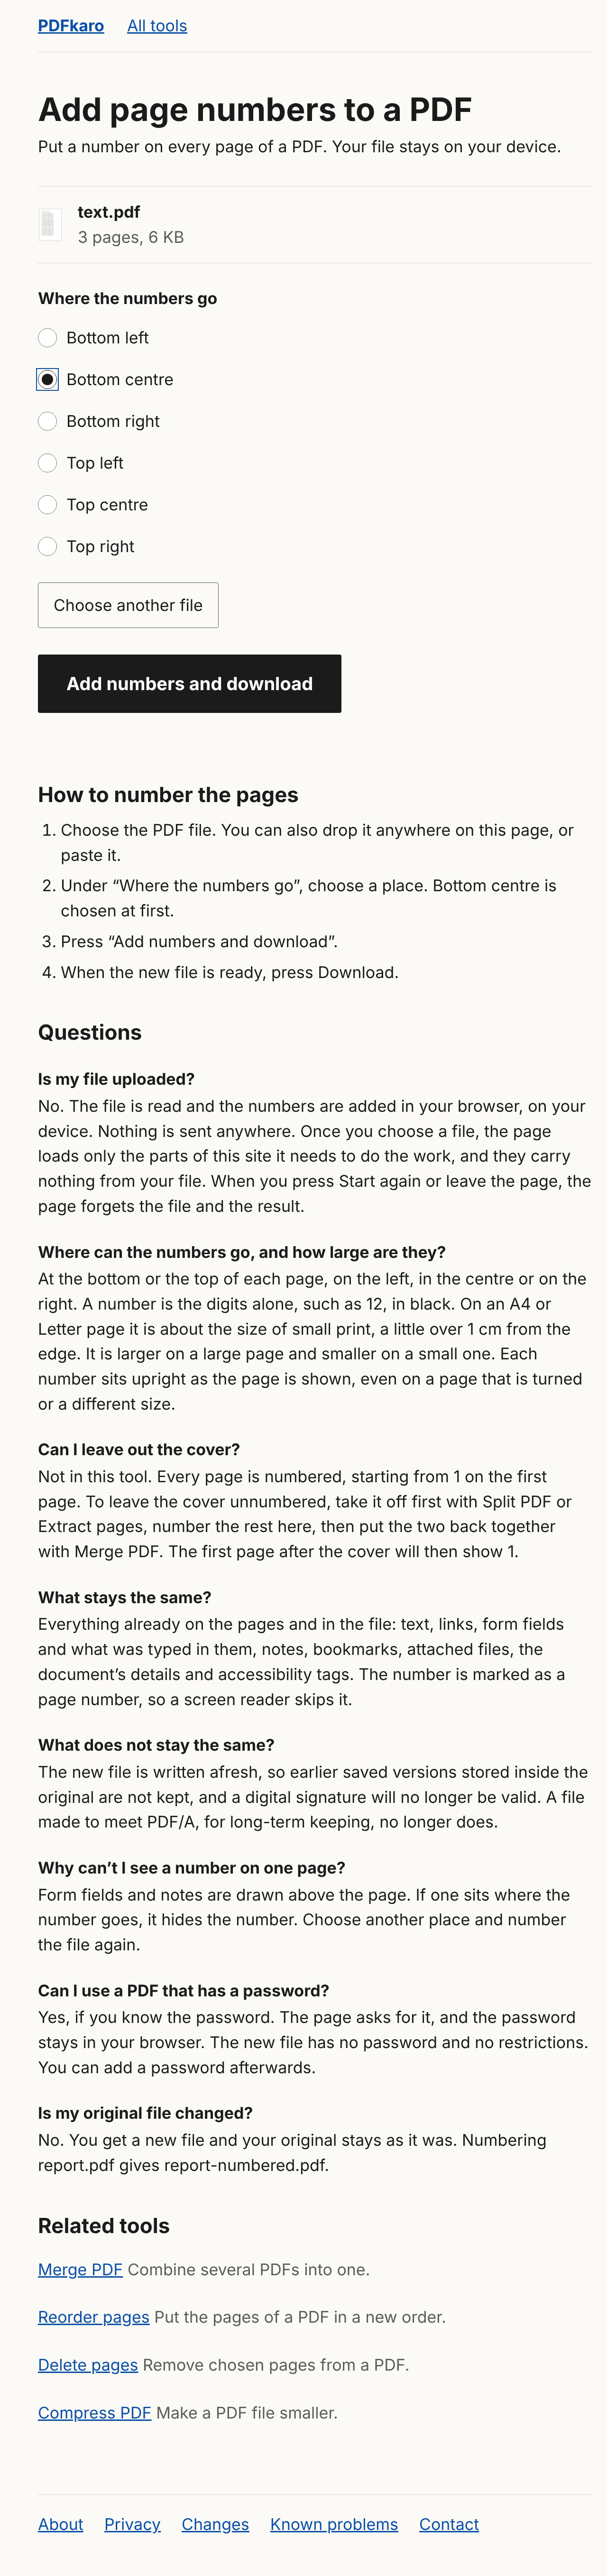 PDFkaro All tools
Add page numbers to a PDF
Put a number on every page of a PDF. Your file stays on your device.
text.pdf
3 pages, 6 KB
Where the numbers go
Bottom left
Bottom centre
Bottom right
Top left
Top centre
Top right
Choose another file
Add numbers and download
How to number the pages
1. Choose the PDF file. You can also drop it anywhere on this page, or
paste it.
2. Under “Where the numbers go”, choose a place. Bottom centre is
chosen at first.
3. Press “Add numbers and download”.
4. When the new file is ready, press Download.
Questions
Is my file uploaded?
No. The file is read and the numbers are added in your browser, on your
device. Nothing is sent anywhere. Once you choose a file, the page
loads only the parts of this site it needs to do the work, and they carry
nothing from your file. When you press Start again or leave the page, the
page forgets the file and the result.
Where can the numbers go, and how large are they?
At the bottom or the top of each page, on the left, in the centre or on the
right. A number is the digits alone, such as 12, in black. On an A4 or
Letter page it is about the size of small print, a little over 1 cm from the
edge. It is larger on a large page and smaller on a small one. Each
number sits upright as the page is shown, even on a page that is turned
or a different size.
Can I leave out the cover?
Not in this tool. Every page is numbered, starting from 1 on the first
page. To leave the cover unnumbered, take it off first with Split PDF or
Extract pages, number the rest here, then put the two back together
with Merge PDF. The first page after the cover will then show 1.
What stays the same?
Everything already on the pages and in the file: text, links, form fields
and what was typed in them, notes, bookmarks, attached files, the
document’s details and accessibility tags. The number is marked as a
page number, so a screen reader skips it.
What does not stay the same?
The new file is written afresh, so earlier saved versions stored inside the
original are not kept, and a digital signature will no longer be valid. A file
made to meet PDF/A, for long-term keeping, no longer does.
Why can’t I see a number on one page?
Form fields and notes are drawn above the page. If one sits where the
number goes, it hides the number. Choose another place and number
the file again.
Can I use a PDF that has a password?
Yes, if you know the password. The page asks for it, and the password
stays in your browser. The new file has no password and no restrictions.
You can add a password afterwards.
Is my original file changed?
No. You get a new file and your original stays as it was. Numbering
report.pdf gives report-numbered.pdf.
Related tools
Merge PDF Combine several PDFs into one.
Reorder pages Put the pages of a PDF in a new order.
Delete pages Remove chosen pages from a PDF.
Compress PDF Make a PDF file smaller.
About Privacy Changes Known problems Contact